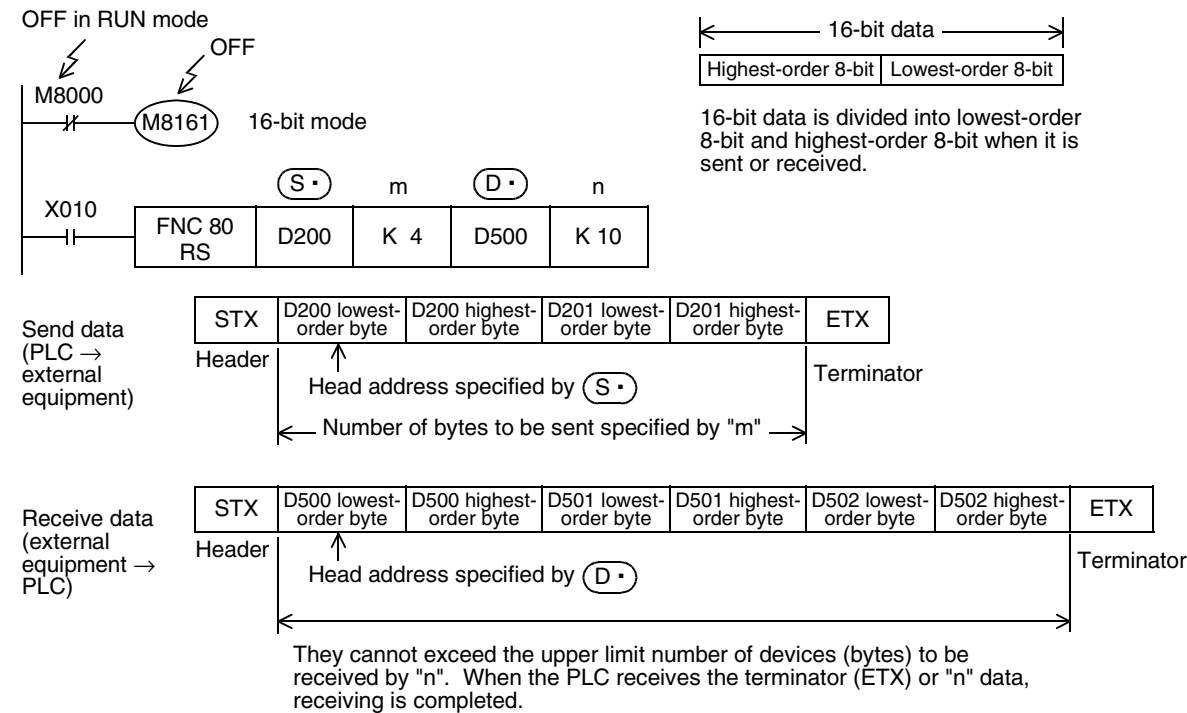 OFF in RUN mode
OFF
M8000
M8161
16-bit mode
16-bit data
Highest-order 8-bit Lowest-order 8-bit
16-bit data is divided into lowest-order
8-bit and highest-order 8-bit when it is
sent or received.
S· m D· n
X010
FNC 80
RS
D200 K 4 D500 K 10
Send data
(PLC →
external
equipment)
STX
D200 lowest-
order byte
D200 highest-
order byte
D201 lowest-
order byte
D201 highest-
order byte
ETX
Header
Head address specified by S·
Terminator
Number of bytes to be sent specified by "m"
Receive data
(external
equipment →
PLC)
STX
D500 lowest-
order byte
D500 highest-
order byte
D501 lowest-
order byte
D501 highest-
order byte
D502 lowest-
order byte
D502 highest-
order byte
ETX
Header
Head address specified by D·
Terminator
They cannot exceed the upper limit number of devices (bytes) to be
received by "n". When the PLC receives the terminator (ETX) or "n" data,
receiving is completed.